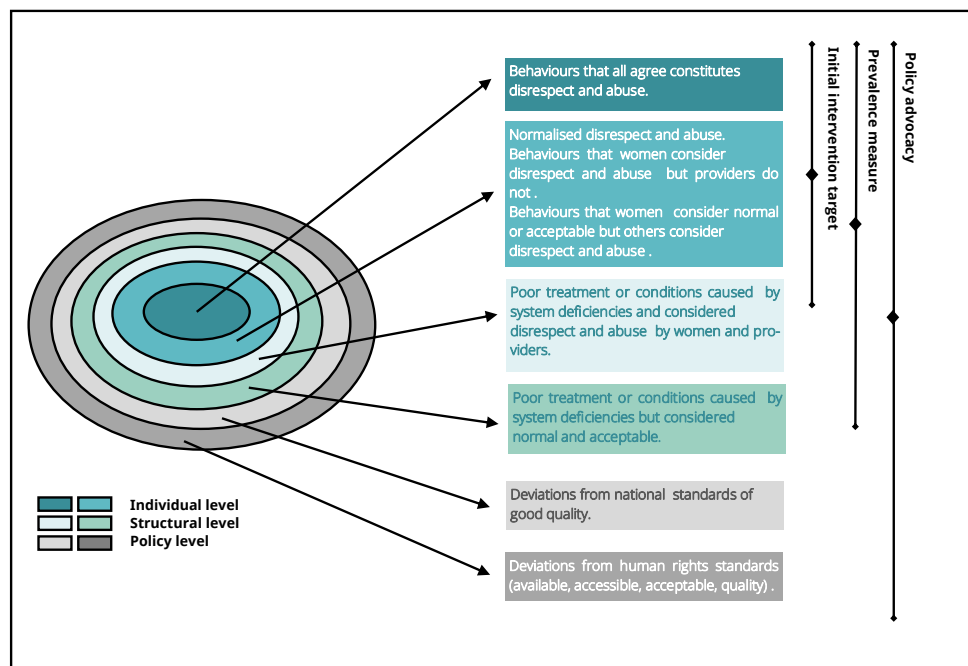 Behaviours that all agree constitutes
disrespect and abuse.
Normalised disrespect and abuse.
Behaviours that women consider
disrespect and abuse but providers do
not .
Behaviours that women consider normal
or acceptable but others consider
disrespect and abuse .
Poor treatment or conditions caused by
system deficiencies and considered
disrespect and abuse by women and pro-
viders.
Poor treatment or conditions caused by
system deficiencies but considered
normal and acceptable.
Deviations from national standards of
good quality.
Deviations from human rights standards
(available, accessible, acceptable, quality) .
Initial intervention target
Prevalence measure
Policy advocacy
Individual level
Structural level
Policy level